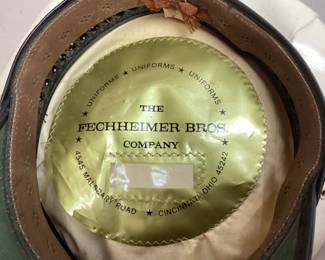 ★ UNIFORMS ★ UNIFORMS ★ UNIFORMS ★
THE
FECHHEIMER BROS.
COMPANY
4545 MALSBARY ROAD ★ CINCINNATI, OHIO 45242